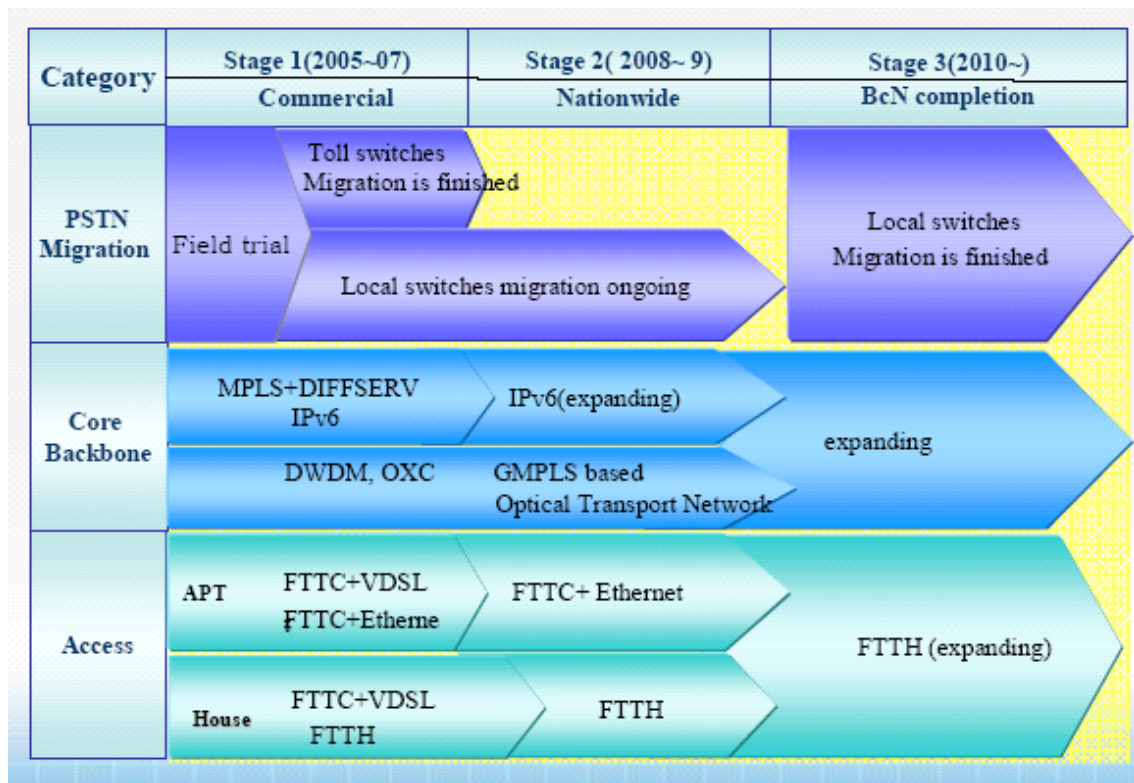 Category
Stage 1(2005~07)
Stage 2( 2008~ 9)
Stage 3(2010~)
Commercial
Nationwide
BcN completion
PSTN
Migration
Field trial
Toll switches
Migration is finished
Local switches migration ongoing
Local switches
Migration is finished
Core
Backbone
MPLS+DIFFSERV
IPv6
IPv6(expanding)
DWDM, OXC
GMPLS based
Optical Transport Network
expanding
Access
APT
FTTC+VDSL
FTTC+Etherne
FTTC+ Ethernet
House
FTTC+VDSL
FTTH
FTTH
FTTH (expanding)